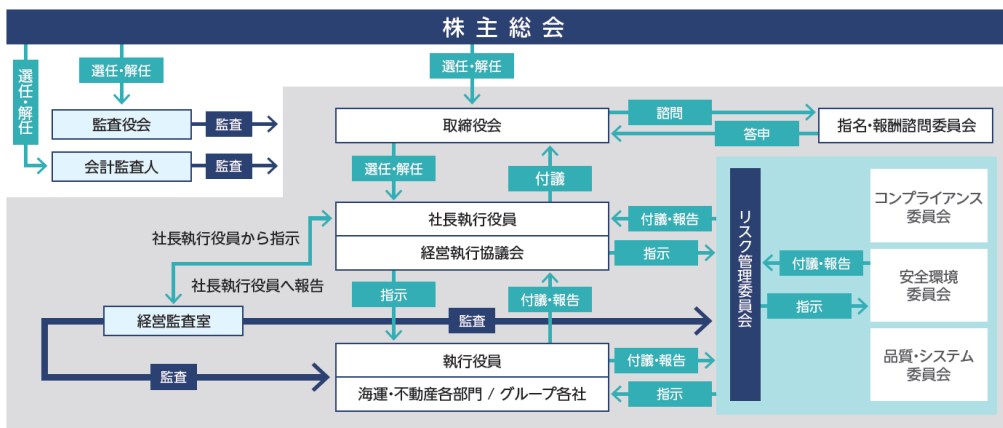 株主総会
選任・解任
選任・解任
選任・解任
監査役会
監査
会計監査人
監査
取締役会
諮問
答申
指名・報酬諮問委員会
選任・解任
付議
社長執行役員
経営執行協議会
付議・報告
指示
リスク管理委員会
コンプライアンス
委員会
付議・報告
指示
安全環境
委員会
品質・システム
委員会
社長執行役員から指示
社長執行役員へ報告
指示
付議・報告
経営監査室
監査
監査
執行役員
海運・不動産各部門 / グループ各社
付議・報告
指示